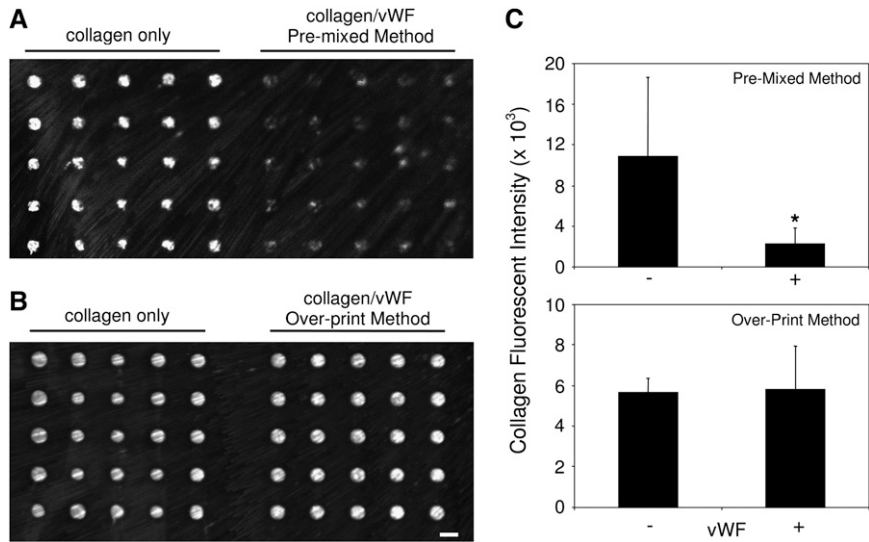 A
collagen only
collagen/vWF
Pre-mixed Method
B
collagen only
collagen/vWF
Over-print Method
C
Collagen Fluorescent Intensity (x 10³)
Pre-Mixed Method
20
16
12
8
4
0
*
- +
Over-Print Method
10
8
6
4
2
0
- vWF +